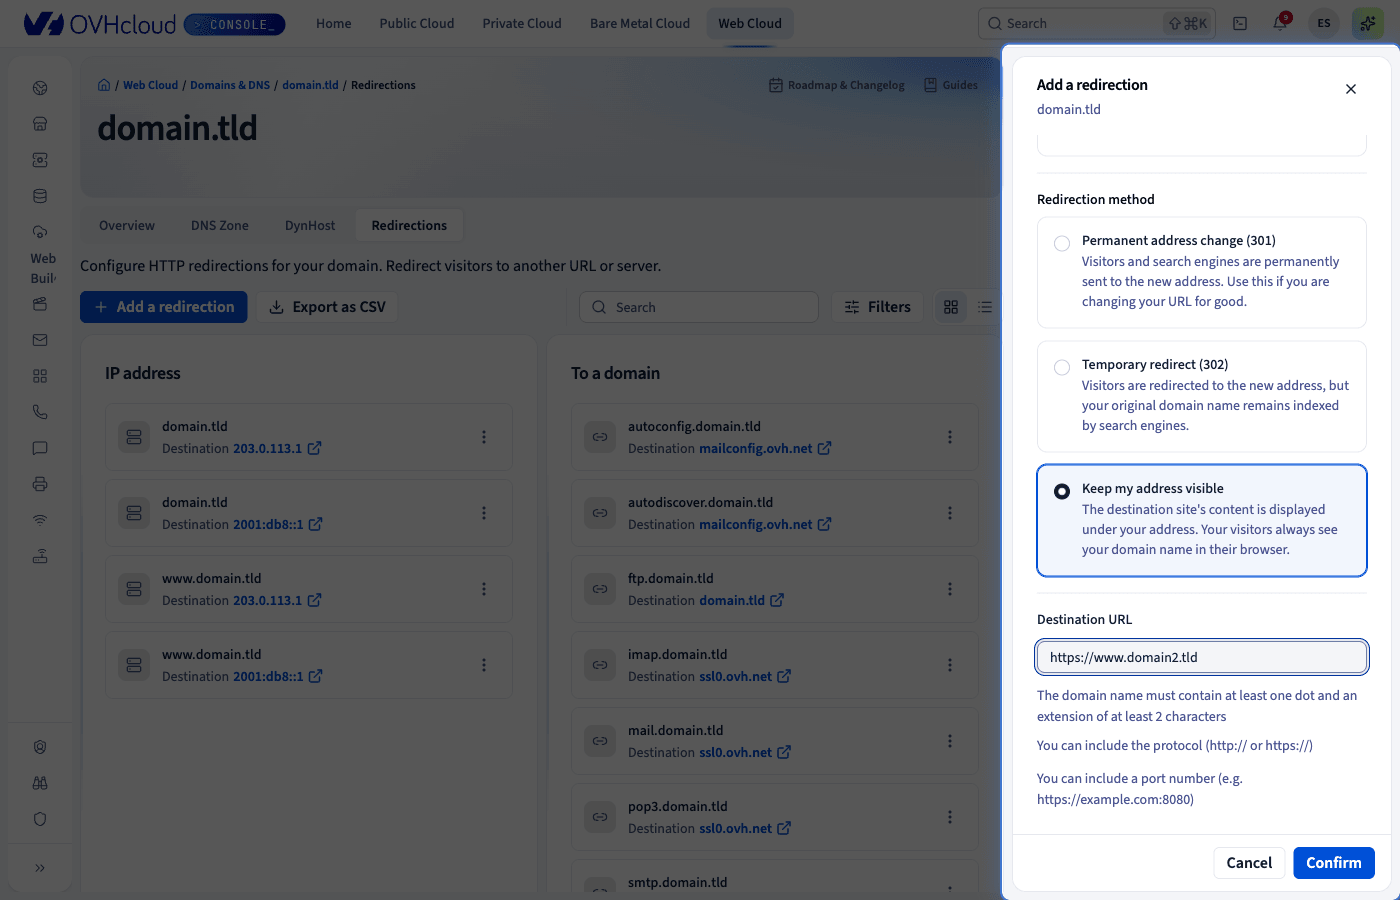 OVHcloud
> CONSOLE_
Home
Public Cloud
Private Cloud
Bare Metal Cloud
Web Cloud
Search
⇧⌘K
9
ES
/ Web Cloud / Domains & DNS / domain.tld / Redirections
Roadmap & Changelog
Guides
domain.tld
Overview
DNS Zone
DynHost
Redirections
Configure HTTP redirections for your domain. Redirect visitors to another URL or server.
+ Add a redirection
Export as CSV
Search
Filters
Web
Buil
IP address
domain.tld
Destination 203.0.113.1
domain.tld
Destination 2001:db8::1
www.domain.tld
Destination 203.0.113.1
www.domain.tld
Destination 2001:db8::1
To a domain
autoconfig.domain.tld
Destination mailconfig.ovh.net
autodiscover.domain.tld
Destination mailconfig.ovh.net
ftp.domain.tld
Destination domain.tld
imap.domain.tld
Destination ssl0.ovh.net
mail.domain.tld
Destination ssl0.ovh.net
pop3.domain.tld
Destination ssl0.ovh.net
smtp.domain.tld
Add a redirection
domain.tld
Redirection method
Permanent address change (301)
Visitors and search engines are permanently
sent to the new address. Use this if you are
changing your URL for good.
Temporary redirect (302)
Visitors are redirected to the new address, but
your original domain name remains indexed
by search engines.
Keep my address visible
The destination site's content is displayed
under your address. Your visitors always see
your domain name in their browser.
Destination URL
https://www.domain2.tld
The domain name must contain at least one dot and an
extension of at least 2 characters
You can include the protocol (http:// or https://)
You can include a port number (e.g.
https://example.com:8080)
Cancel
Confirm